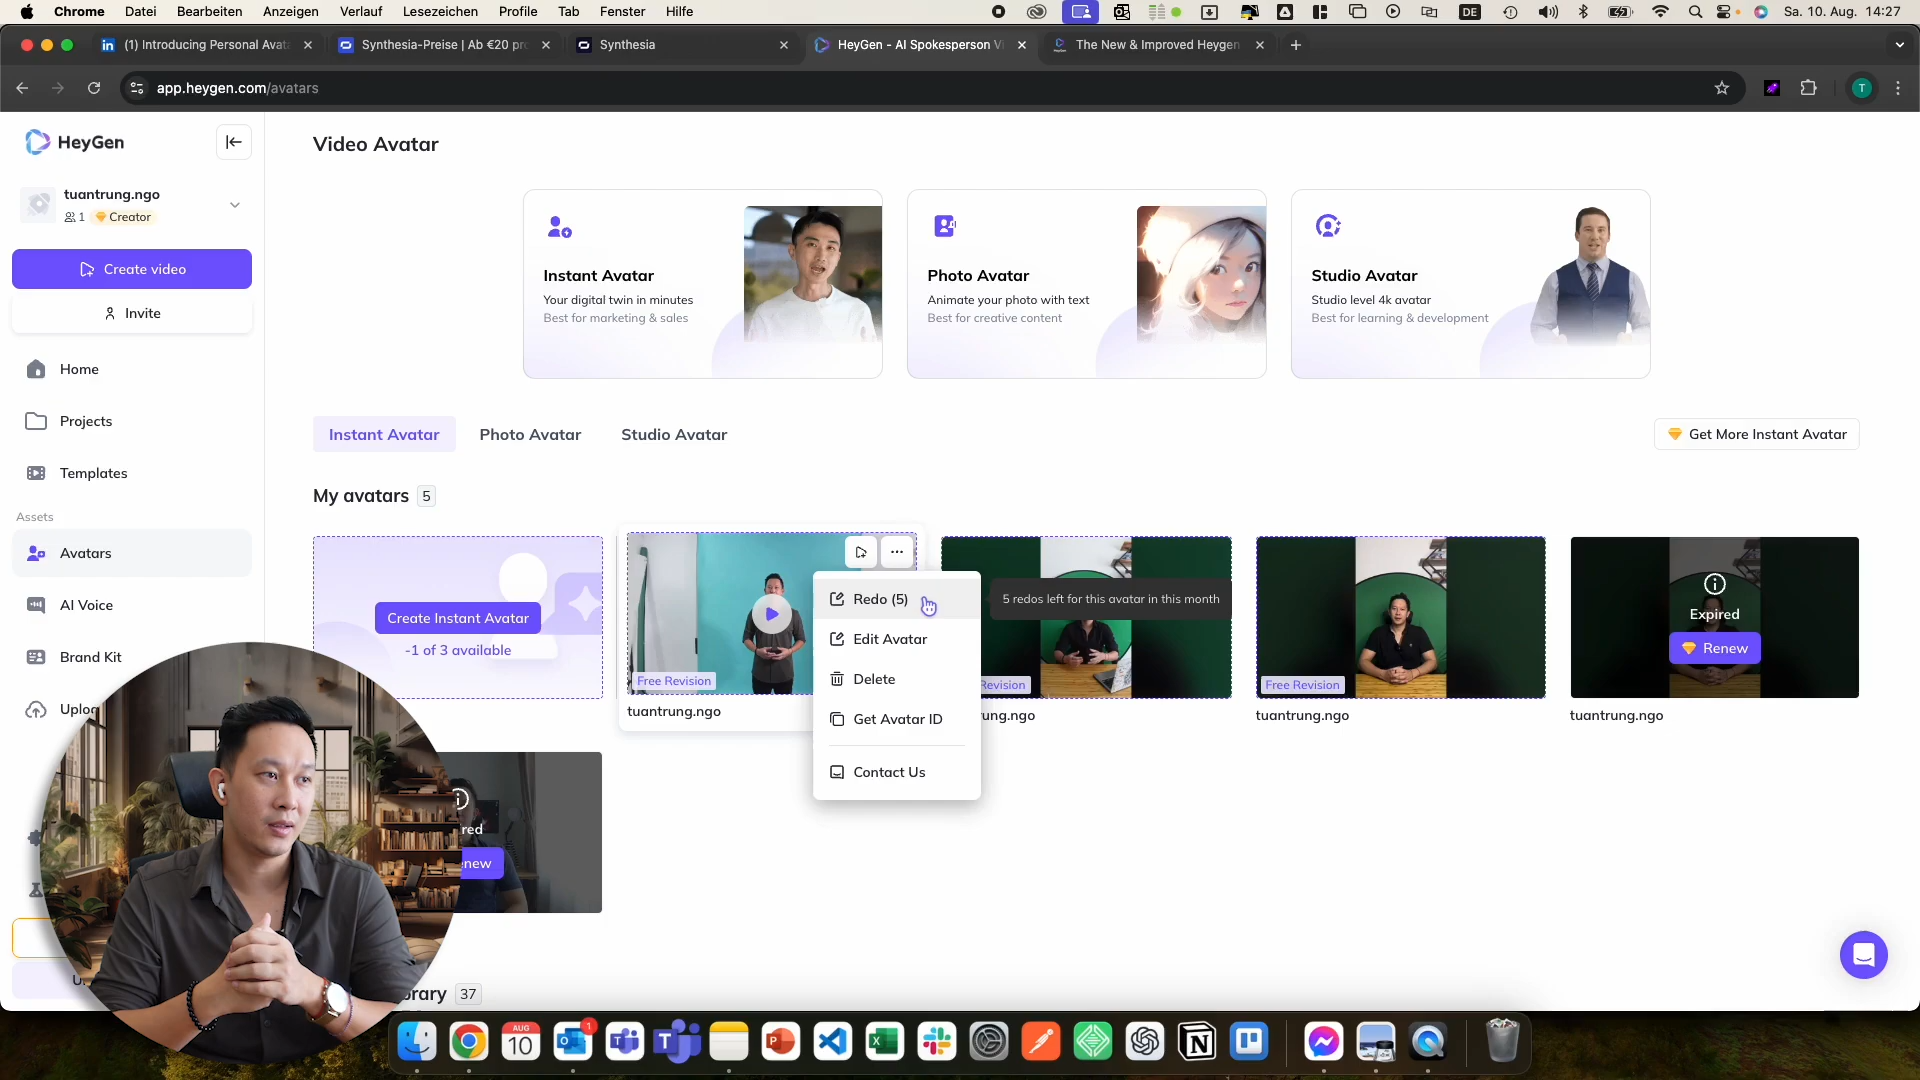 Chrome Datei Bearbeiten Anzeigen Verlauf Lesezeichen Profile Tab Fenster Hilfe DE Sa. 10. Aug. 14:27
(1) Introducing Personal Avat
Synthesia-Preise | Ab €20 pr
Synthesia
HeyGen - AI Spokesperson V
The New & Improved Heygen
app.heygen.com/avatars
T
HeyGen
tuantrung.ngo
1 Creator
Create video
Invite
Home
Projects
Templates
Assets
Avatars
AI Voice
Brand Kit
Video Avatar
Instant Avatar
Your digital twin in minutes
Best for marketing & sales
Photo Avatar
Animate your photo with text
Best for creative content
Studio Avatar
Studio level 4k avatar
Best for learning & development
Instant Avatar Photo Avatar Studio Avatar
Get More Instant Avatar
My avatars 5
Create Instant Avatar
-1 of 3 available
Free Revision
tuantrung.ngo
Redo (5)
Edit Avatar
Delete
Get Avatar ID
Contact Us
5 redos left for this avatar in this month
Revision
Free Revision
tuantrung.ngo
Expired
Renew
tuantrung.ngo
37
AUG
10
1